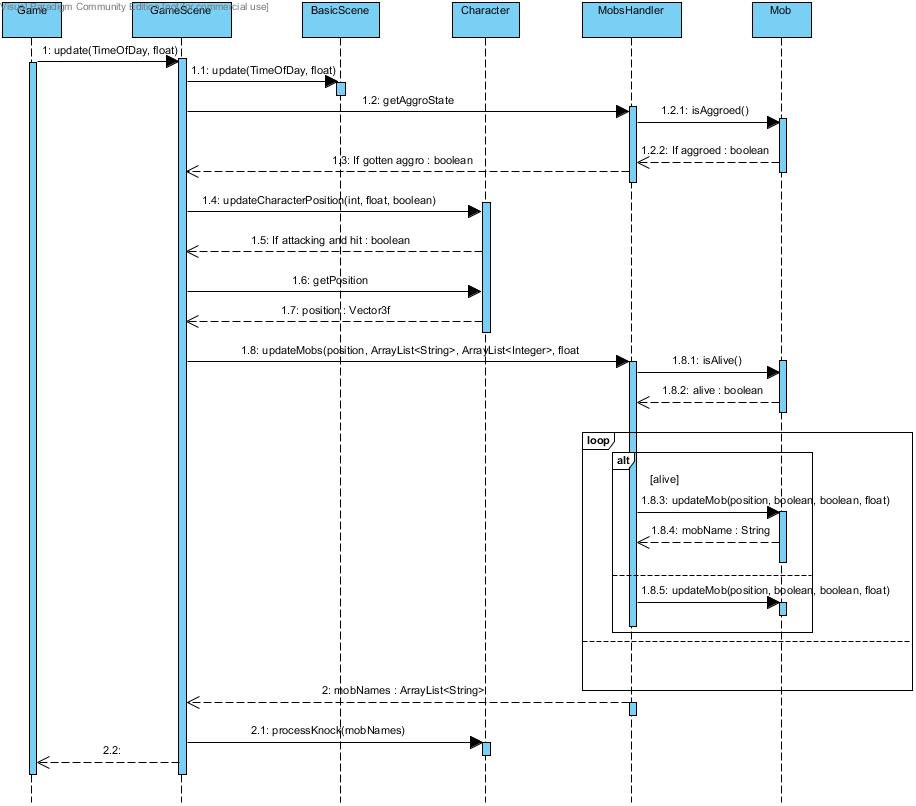 Visual Paradigm Community Edition [not for commercial use]
Game
GameScene
BasicScene
Character
MobsHandler
Mob
1: update(TimeOfDay, float)
1.1: update(TimeOfDay, float)
1.2: getAggroState
1.2.1: isAggroed()
1.2.2: If aggroed : boolean
1.3: If gotten aggro : boolean
1.4: updateCharacterPosition(int, float, boolean)
1.5: If attacking and hit : boolean
1.6: getPosition
1.7: position : Vector3f
1.8: updateMobs(position, ArrayList<String>, ArrayList<Integer>, float
1.8.1: isAlive()
1.8.2: alive : boolean
loop
alt
[alive]
1.8.3: updateMob(position, boolean, boolean, float)
1.8.4: mobName : String
1.8.5: updateMob(position, boolean, boolean, float)
2: mobNames : ArrayList<String>
2.1: processKnock(mobNames)
2.2: